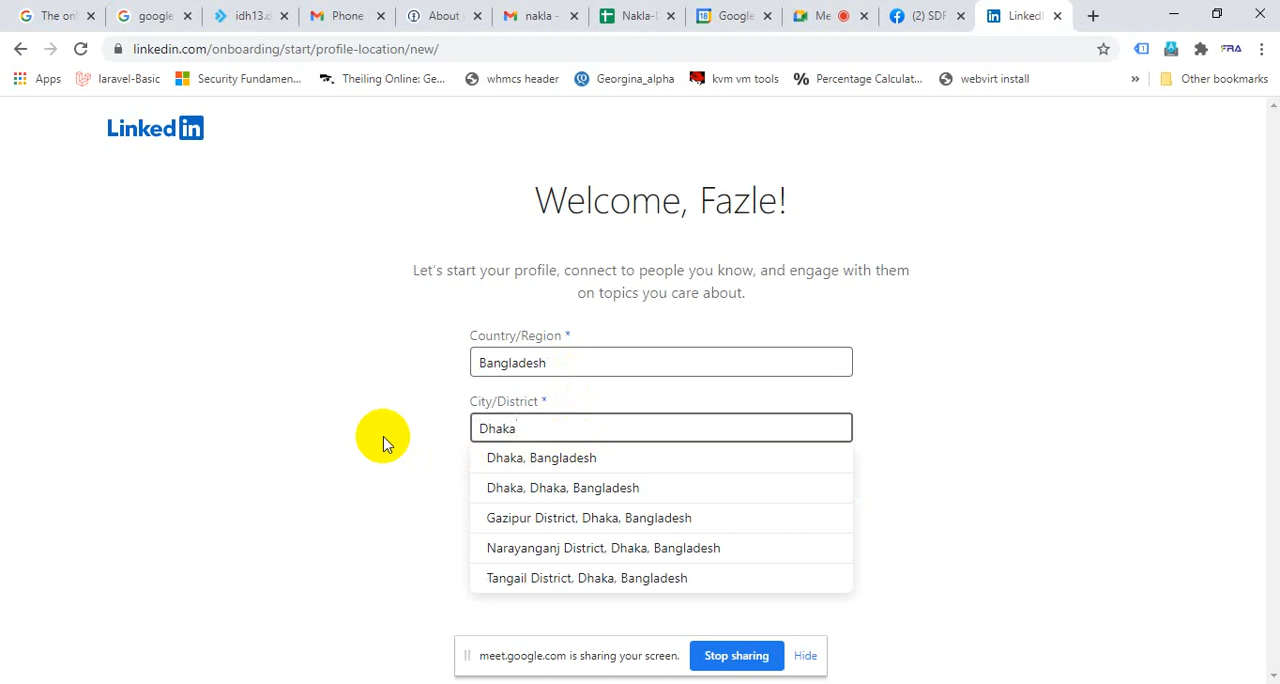 The onl
google
idh13.d
Phone
About
nakla -
Nakla-D
Google
Me
(2) SDF
LinkedI
linkedin.com/onboarding/start/profile-location/new/
Apps
laravel-Basic
Security Fundamen...
Theiling Online: Ge...
whmcs header
Georgina_alpha
kvm vm tools
Percentage Calculat...
webvirt install
»
Other bookmarks
LinkedIn
Welcome, Fazle!
Let's start your profile, connect to people you know, and engage with them
on topics you care about.
Country/Region *
Bangladesh
City/District *
Dhaka
Dhaka, Bangladesh
Dhaka, Dhaka, Bangladesh
Gazipur District, Dhaka, Bangladesh
Narayanganj District, Dhaka, Bangladesh
Tangail District, Dhaka, Bangladesh
meet.google.com is sharing your screen.
Stop sharing
Hide